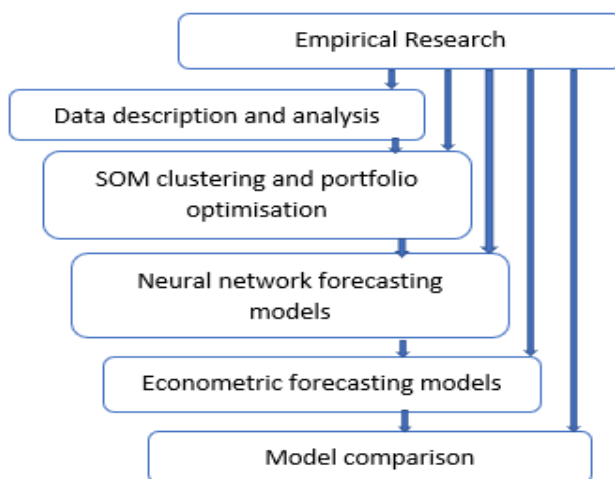 Empirical Research
Data description and analysis
SOM clustering and portfolio
optimisation
Neural network forecasting
models
Econometric forecasting models
Model comparison